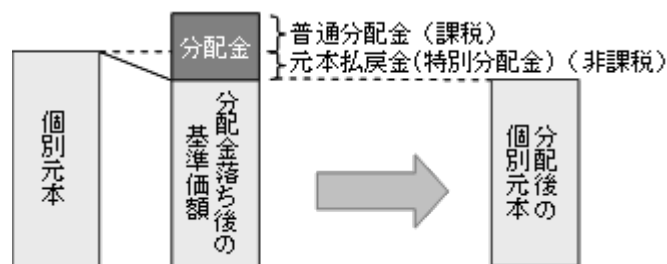 分配金
普通分配金（課税）
元本払戻金(特別分配金)（非課税）
個別元本
分配金落ち後の
基準価額
分配後の
個別元本